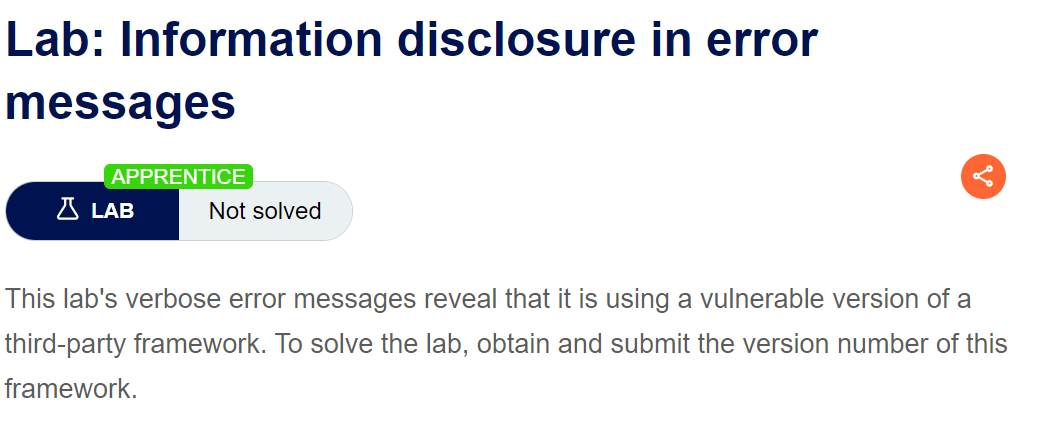 Lab: Information disclosure in error
messages
APPRENTICE
LAB
Not solved
This lab's verbose error messages reveal that it is using a vulnerable version of a
third-party framework. To solve the lab, obtain and submit the version number of this
framework.